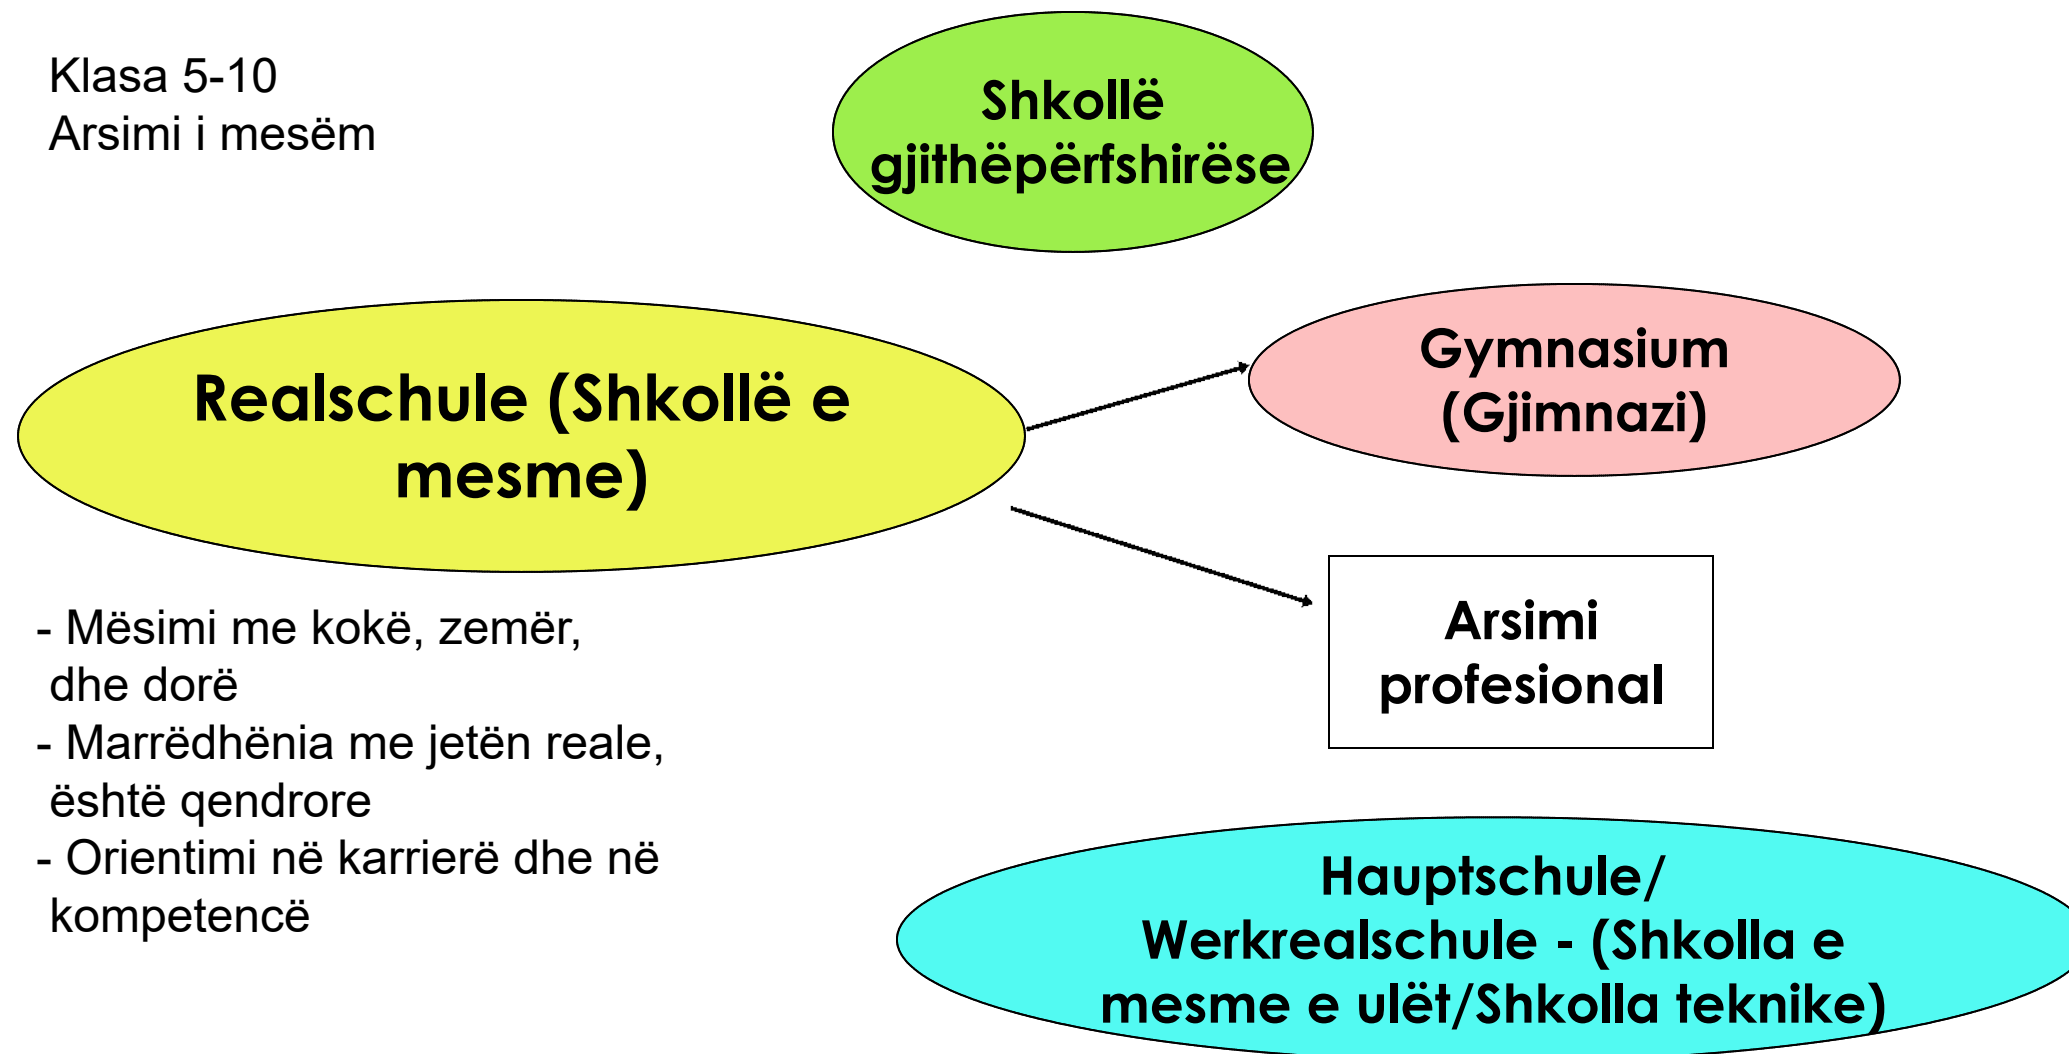 Klasa 5-10
Arsimi i mesëm
Shkollë
gjithëpërfshirëse
Realschule (Shkollë e
mesme)
Gymnasium
(Gjimnazi)
Arsimi
profesional
- Mësimi me kokë, zemër,
dhe dorë
- Marrëdhënia me jetën reale,
është qendrore
- Orientimi në karrierë dhe në
kompetencë
Hauptschule/
Werkrealschule - (Shkolla e
mesme e ulët/Shkolla teknike)